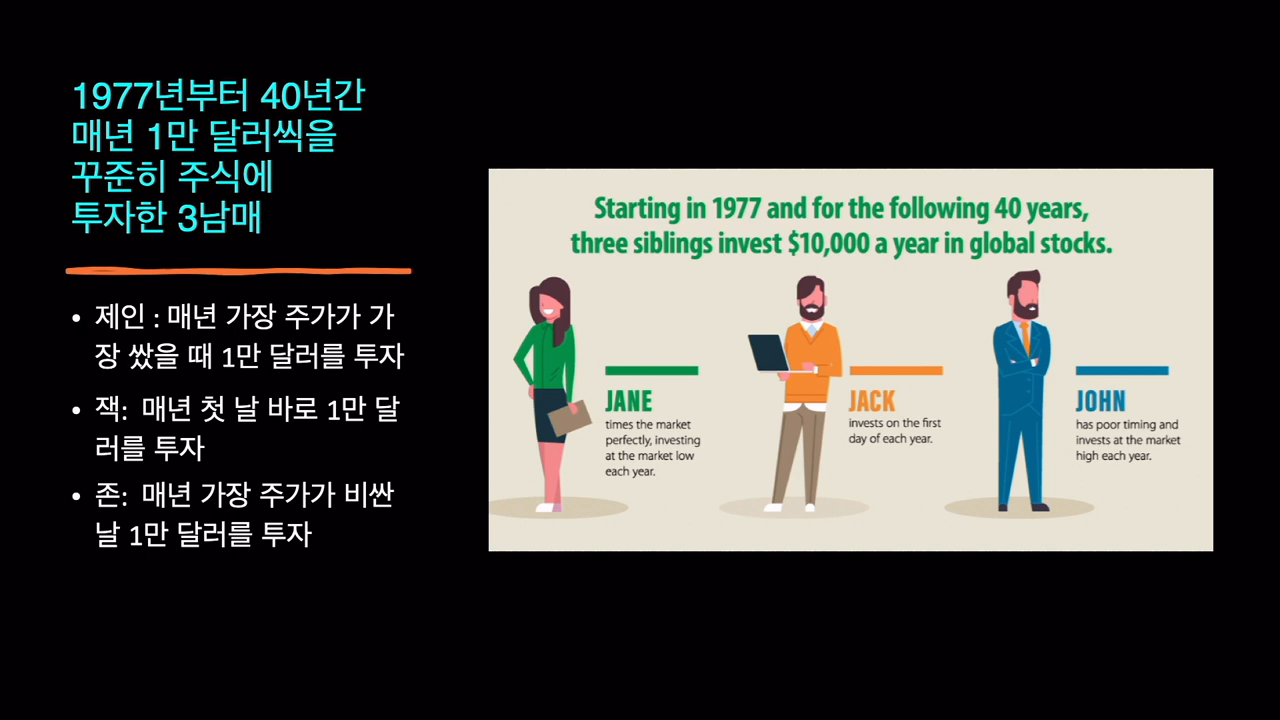 1977년부터 40년간
매년 1만 달러씩을
꾸준히 주식에
투자한 3남매
• 제인 : 매년 가장 주가가 가
장 쌌을 때 1만 달러를 투자
• 잭: 매년 첫 날 바로 1만 달
러를 투자
• 존: 매년 가장 주가가 비싼
날 1만 달러를 투자
Starting in 1977 and for the following 40 years,
three siblings invest $10,000 a year in global stocks.
JANE
times the market
perfectly, investing
at the market low
each year.
JACK
invests on the first
day of each year.
JOHN
has poor timing and
invests at the market
high each year.